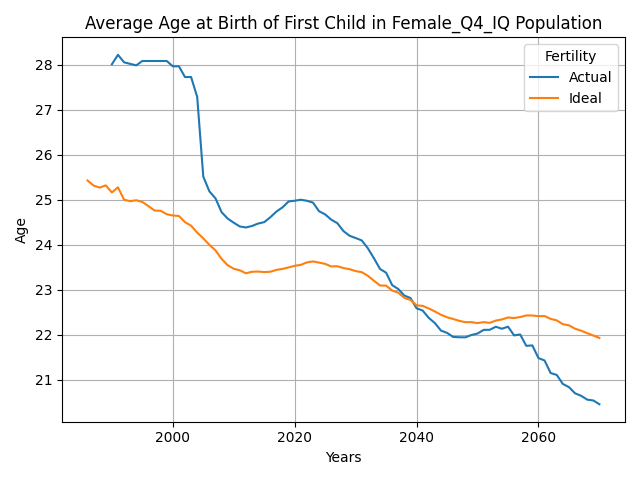 Average Age at Birth of First Child in Female_Q4_IQ Population
Fertility
Actual
Ideal
Age
28
27
26
25
24
23
22
21
2000
2020
2040
2060
Years